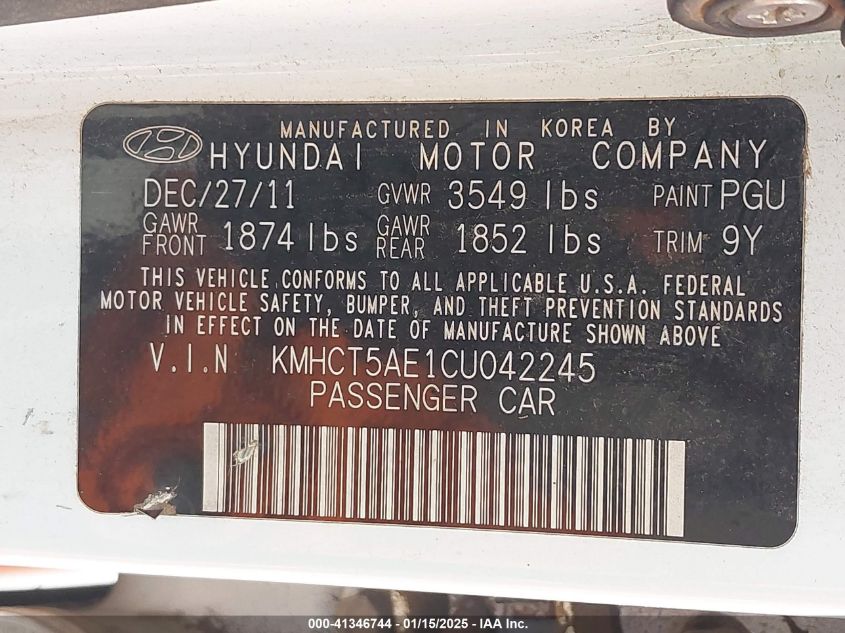 MANUFACTURED IN KOREA BY
HYUNDAI MOTOR COMPANY
DEC/27/11 GVWR 3549 lbs PAINT PGU
GAWR FRONT 1874 lbs GAWR REAR 1852 lbs TRIM 9Y
THIS VEHICLE CONFORMS TO ALL APPLICABLE U.S.A. FEDERAL
MOTOR VEHICLE SAFETY, BUMPER, AND THEFT PREVENTION STANDARDS
IN EFFECT ON THE DATE OF MANUFACTURE SHOWN ABOVE
V.I.N KMHCT5AE1CU042245
PASSENGER CAR
000-41346744 - 01/15/2025 - IAA Inc.